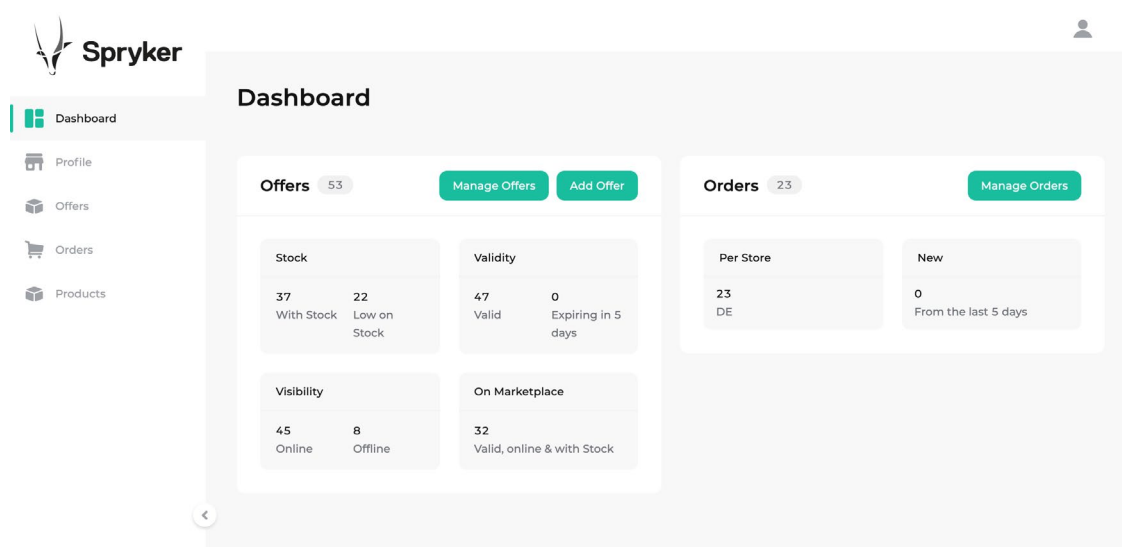 Spryker
Dashboard
Profile
Offers
Orders
Products
Dashboard
Offers 53 Manage Offers Add Offer
Stock
37 22
With Stock Low on
Stock
Validity
47 0
Valid Expiring in 5
days
Visibility
45 8
Online Offline
On Marketplace
32
Valid, online & with Stock
Orders 23 Manage Orders
Per Store
23
DE
New
0
From the last 5 days